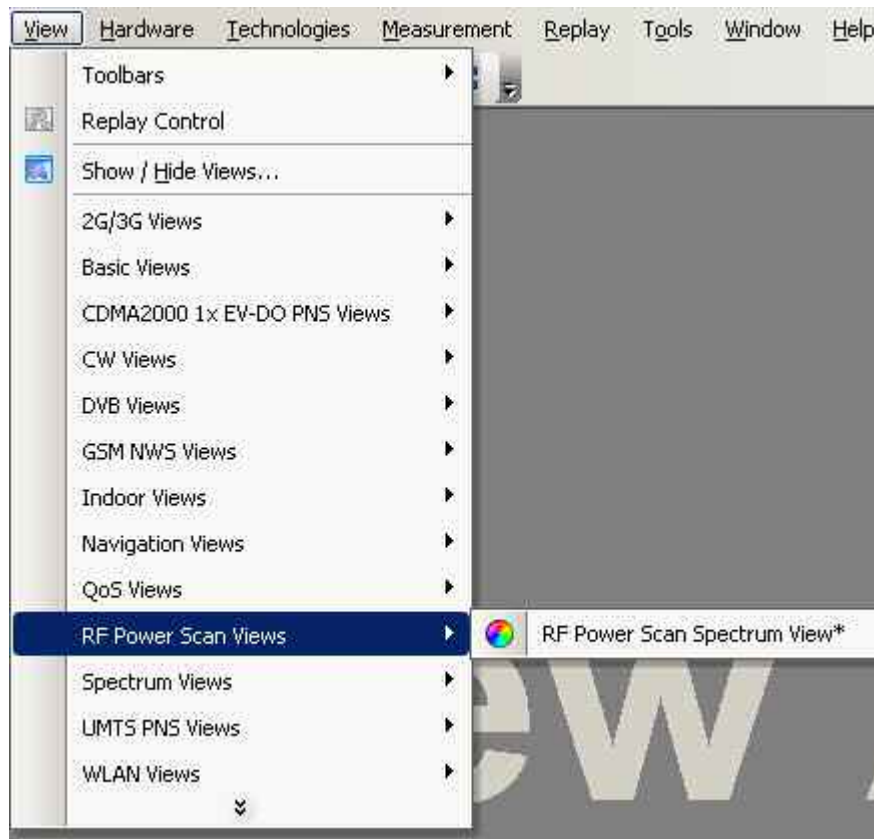 View Hardware Technologies Measurement Replay Tools Window Help
Toolbars
Replay Control
Show / Hide Views...
2G/3G Views
Basic Views
CDMA2000 1x EV-DO PNS Views
CW Views
DVB Views
GSM NWS Views
Indoor Views
Navigation Views
QoS Views
RF Power Scan Views
RF Power Scan Spectrum View*
Spectrum Views
UMTS PNS Views
WLAN Views